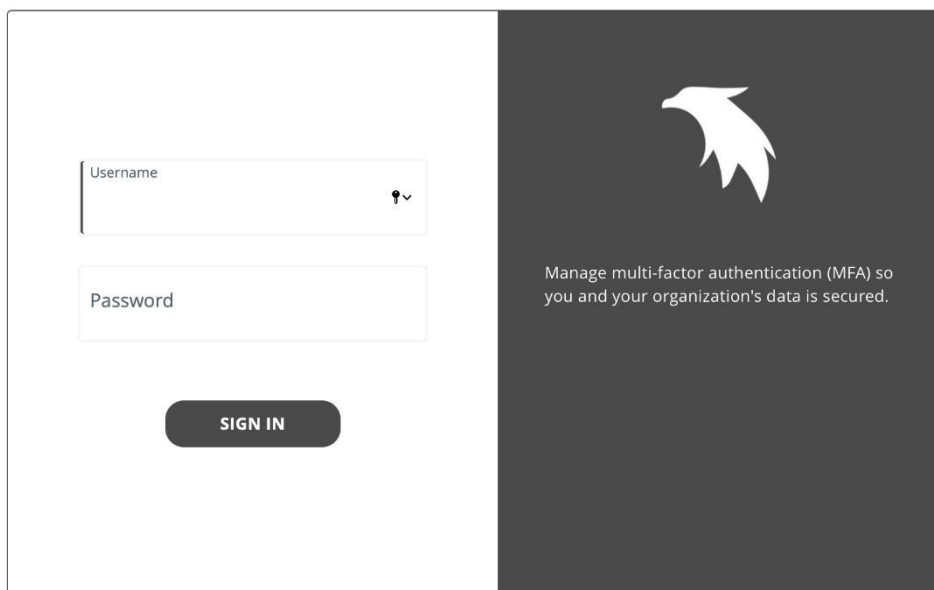 Username
Password
SIGN IN
Manage multi-factor authentication (MFA) so
you and your organization's data is secured.